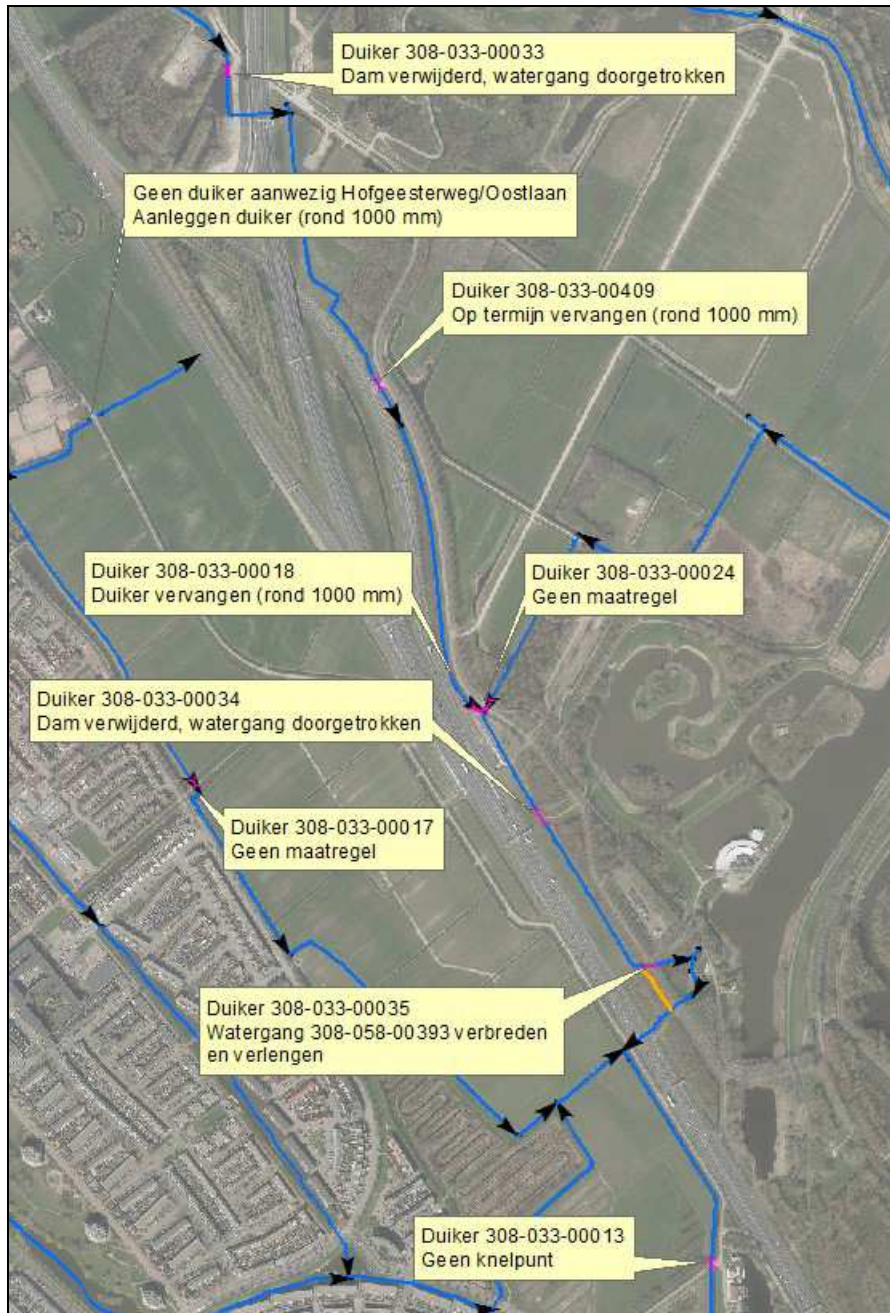 Duiker 308-033-00033
Dam verwijderd, watergang doorgetrokken
Geen duiker aanwezig Hofgeesterweg/Oostlaan
Aanleggen duiker (rond 1000 mm)
Duiker 308-033-00409
Op termijn vervangen (rond 1000 mm)
Duiker 308-033-00018
Duiker vervangen (rond 1000 mm)
Duiker 308-033-00024
Geen maatregel
Duiker 308-033-00034
Dam verwijderd, watergang doorgetrokken
Duiker 308-033-00017
Geen maatregel
Duiker 308-033-00035
Watergang 308-058-00393 verbreden
en verlengen
Duiker 308-033-00013
Geen knelpunt